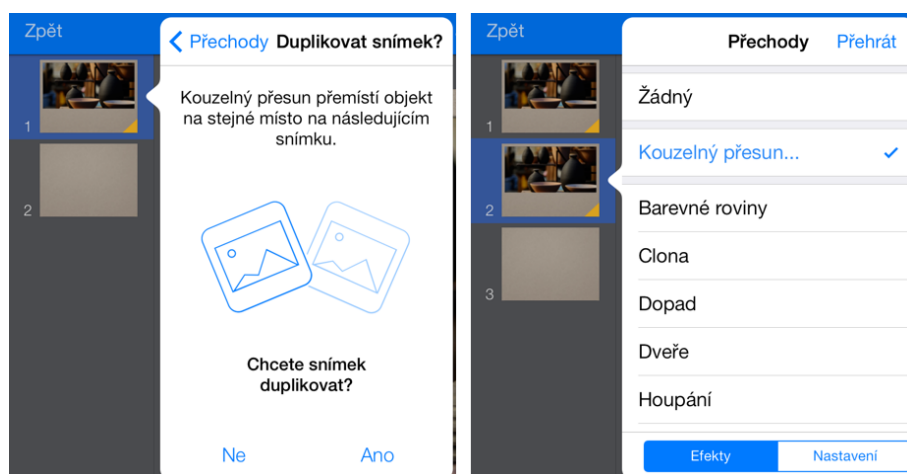 Zpět
Přechody Duplikovat snímek?
1
2
Kouzelný přesun přemístí objekt
na stejné místo na následujícím
snímku.
Chcete snímek
duplikovat?
Ne Ano
Zpět
Přechody Přehrát
1
2
3
Žádný
Kouzelný přesun...
Barevné roviny
Clona
Dopad
Dveře
Houpání
Efekty Nastavení